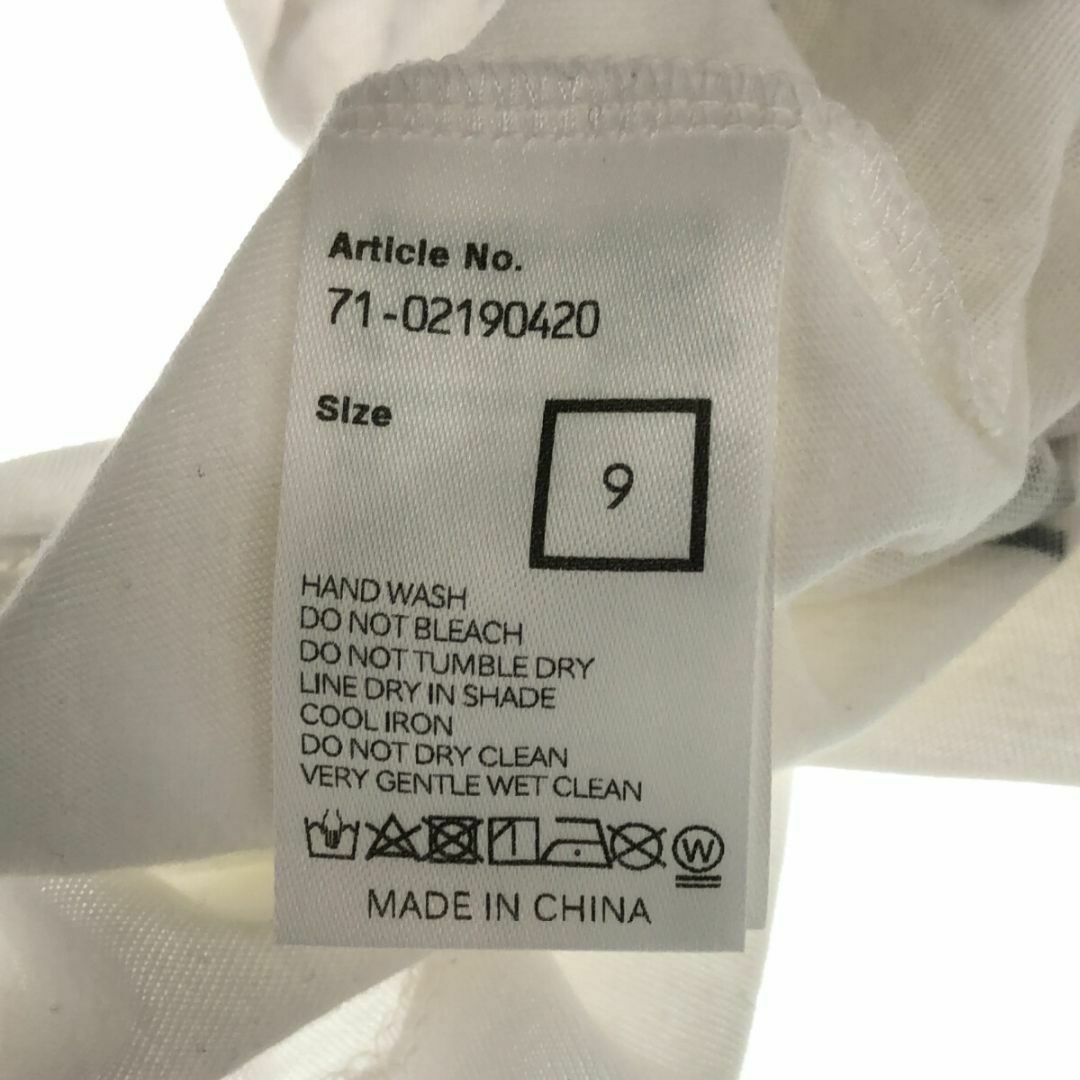 Article No.
71-02190420
Size
9
HAND WASH
DO NOT BLEACH
DO NOT TUMBLE DRY
LINE DRY IN SHADE
COOL IRON
DO NOT DRY CLEAN
VERY GENTLE WET CLEAN
W
MADE IN CHINA